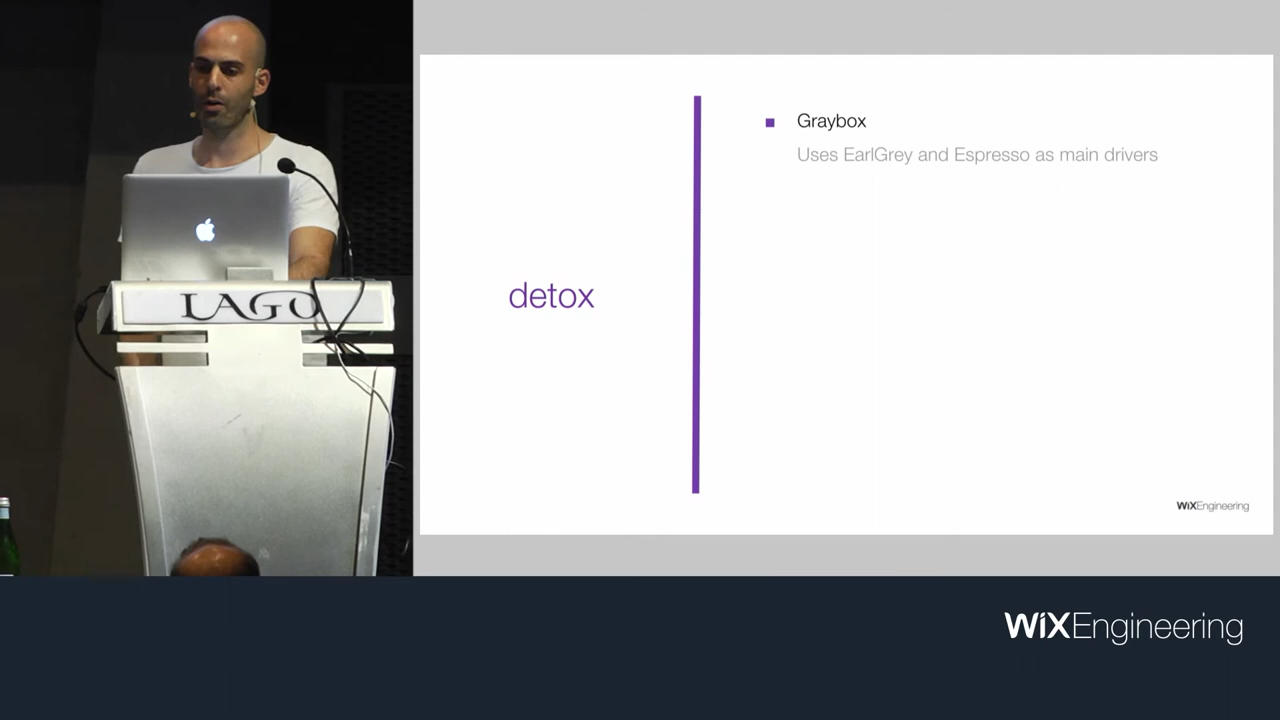 Graybox
Uses EarlGrey and Espresso as main drivers
detox
LAGO
WiXEngineering
WiXEngineering